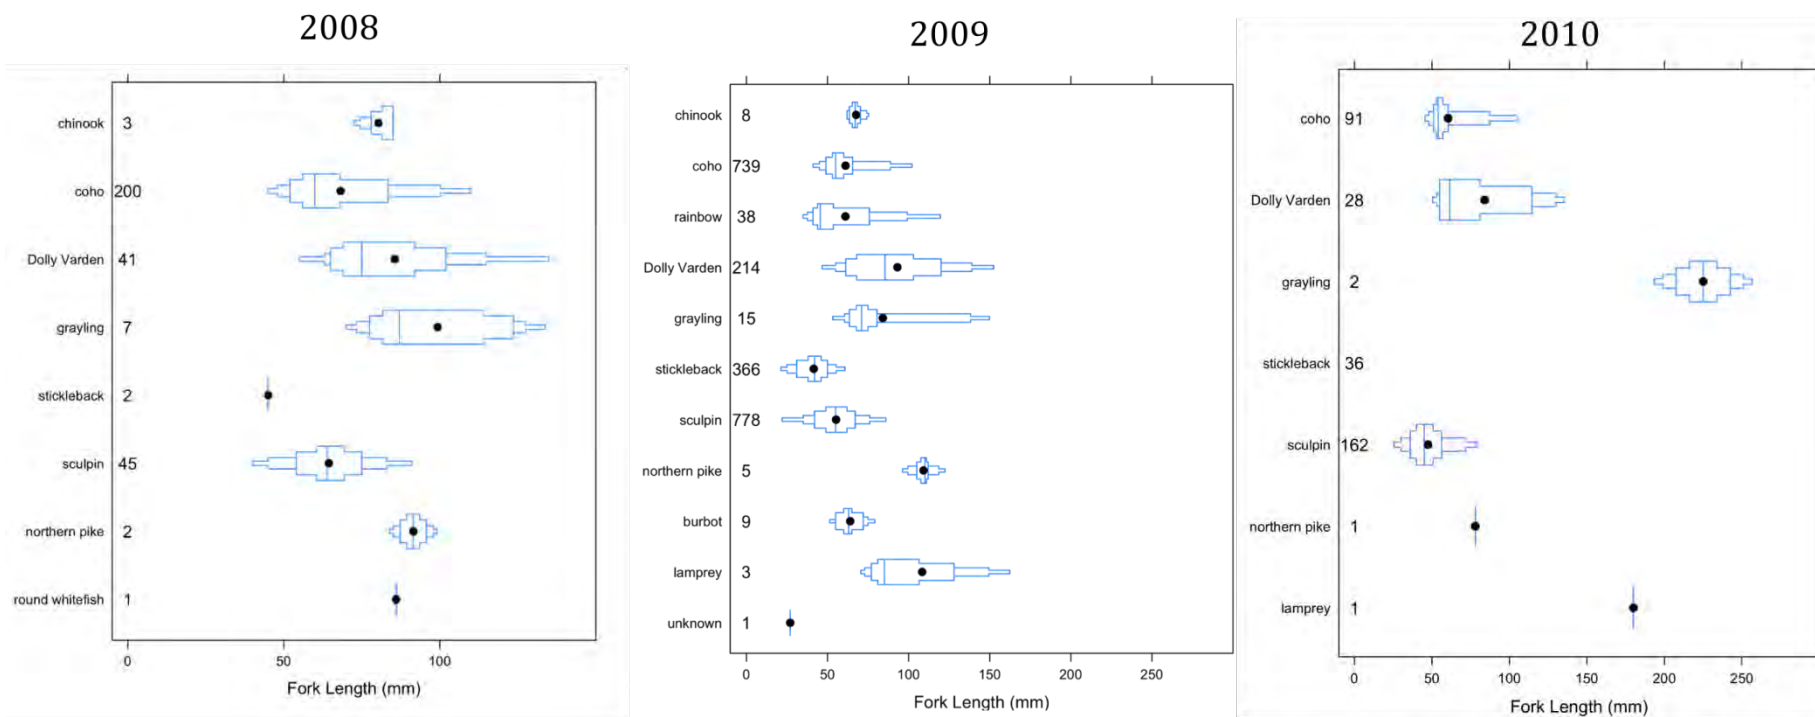 2008
chinook 3
coho 200
Dolly Varden 41
grayling 7
stickleback 2
sculpin 45
northern pike 2
round whitefish 1
0 50 100
Fork Length (mm)
2009
chinook 8
coho 739
rainbow 38
Dolly Varden 214
grayling 15
stickleback 366
sculpin 778
northern pike 5
burbot 9
lamprey 3
unknown 1
0 50 100 150 200 250
Fork Length (mm)
2010
coho 91
Dolly Varden 28
grayling 2
stickleback 36
sculpin 162
northern pike 1
lamprey 1
0 50 100 150 200 250
Fork Length (mm)